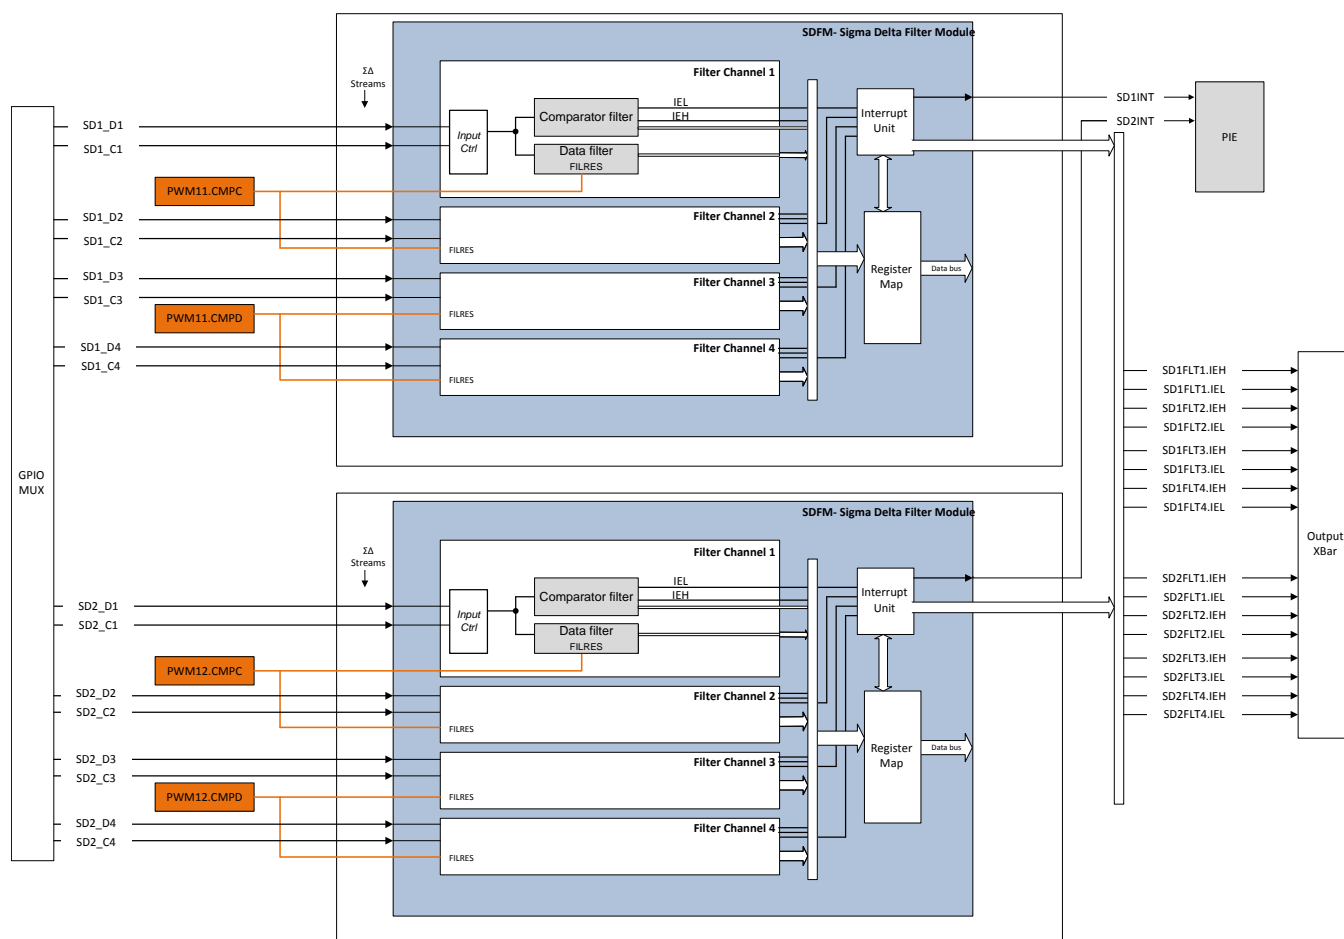 SDFM- Sigma Delta Filter Module
ΣΔ
Streams
Filter Channel 1
SD1_D1
SD1_C1
Input
Ctrl
Comparator filter
IEL
IEH
Data filter
FILRES
Interrupt
Unit
SD1INT
SD2INT
PIE
PWM11.CMPC
SD1_D2
SD1_C2
Filter Channel 2
FILRES
SD1_D3
SD1_C3
Filter Channel 3
FILRES
Register
Map
Data bus
PWM11.CMPD
SD1_D4
SD1_C4
Filter Channel 4
FILRES
GPIO
MUX
SD1FLT1.IEH
SD1FLT1.IEL
SD1FLT2.IEH
SD1FLT2.IEL
SD1FLT3.IEH
SD1FLT3.IEL
SD1FLT4.IEH
SD1FLT4.IEL
Output
XBar
SDFM- Sigma Delta Filter Module
ΣΔ
Streams
Filter Channel 1
SD2_D1
SD2_C1
Input
Ctrl
Comparator filter
IEL
IEH
Data filter
FILRES
Interrupt
Unit
SD2FLT1.IEH
SD2FLT1.IEL
SD2FLT2.IEH
SD2FLT2.IEL
SD2FLT3.IEH
SD2FLT3.IEL
SD2FLT4.IEH
SD2FLT4.IEL
PWM12.CMPC
SD2_D2
SD2_C2
Filter Channel 2
FILRES
SD2_D3
SD2_C3
Filter Channel 3
FILRES
Register
Map
Data bus
PWM12.CMPD
SD2_D4
SD2_C4
Filter Channel 4
FILRES